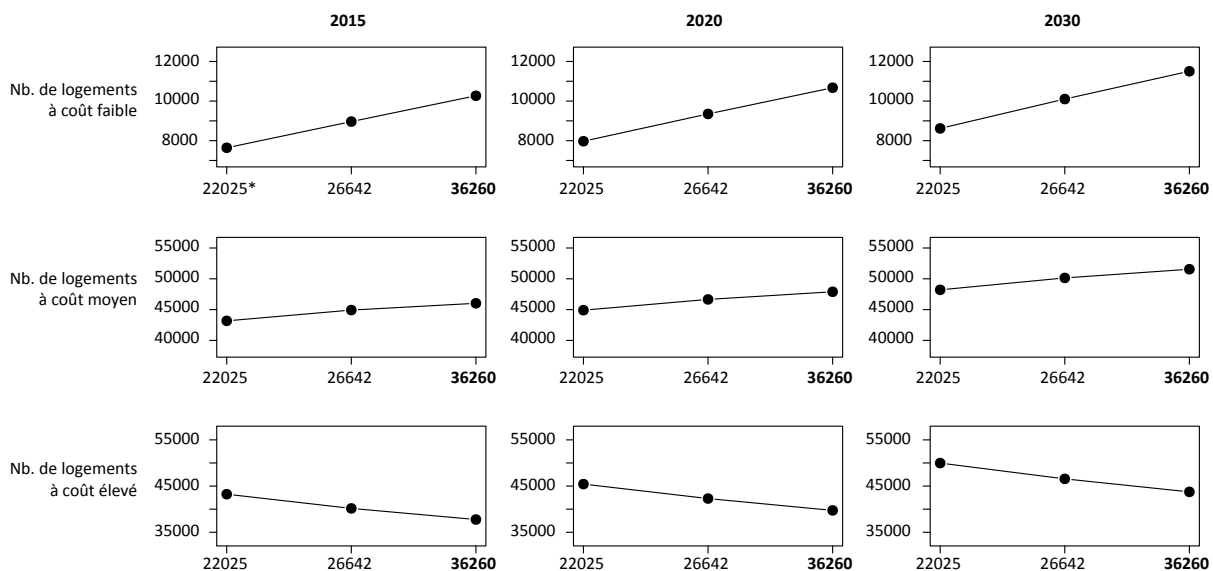 2015 2020 2030
Nb. de logements
à coût faible
12000 12000 12000
10000 10000 10000
8000 8000 8000
22025* 26642 36260 22025 26642 36260 22025 26642 36260
Nb. de logements
à coût moyen
55000 55000 55000
50000 50000 50000
45000 45000 45000
40000 40000 40000
22025 26642 36260 22025 26642 36260 22025 26642 36260
Nb. de logements
à coût élevé
55000 55000 55000
45000 45000 45000
35000 35000 35000
22025 26642 36260 22025 26642 36260 22025 26642 36260